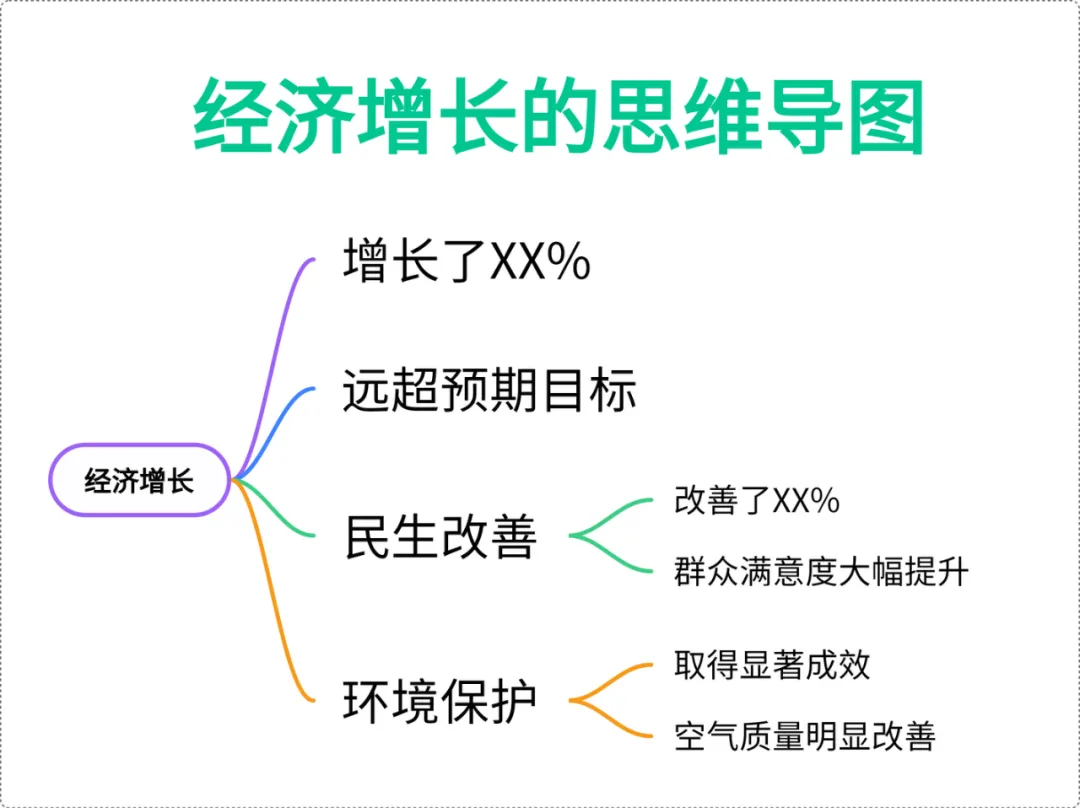 经济增长的思维导图
增长了XX%
远超预期目标
经济增长
民生改善
改善了XX%
群众满意度大幅提升
环境保护
取得显著成效
空气质量明显改善